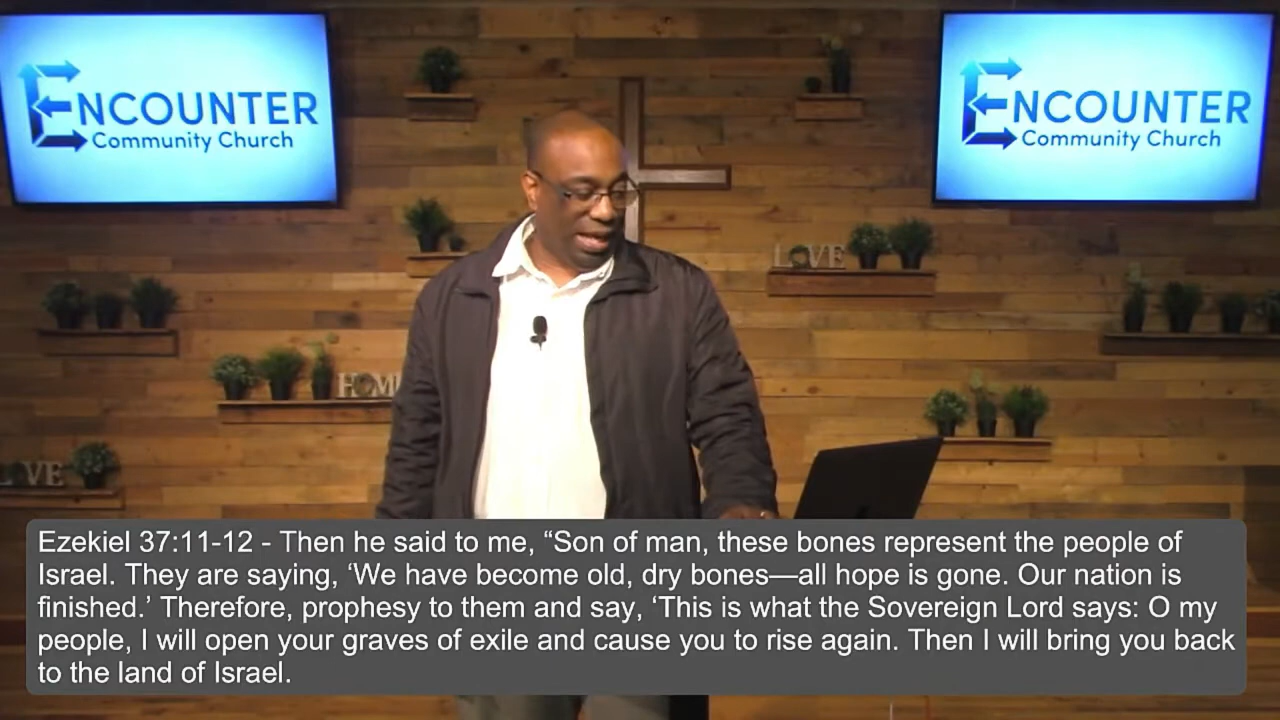 ENCOUNTER
Community Church
ENCOUNTER
Community Church
LOVE
HOME
LOVE
Ezekiel 37:11-12 - Then he said to me, “Son of man, these bones represent the people of
Israel. They are saying, ‘We have become old, dry bones—all hope is gone. Our nation is
finished.’ Therefore, prophesy to them and say, ‘This is what the Sovereign Lord says: O my
people, I will open your graves of exile and cause you to rise again. Then I will bring you back
to the land of Israel.